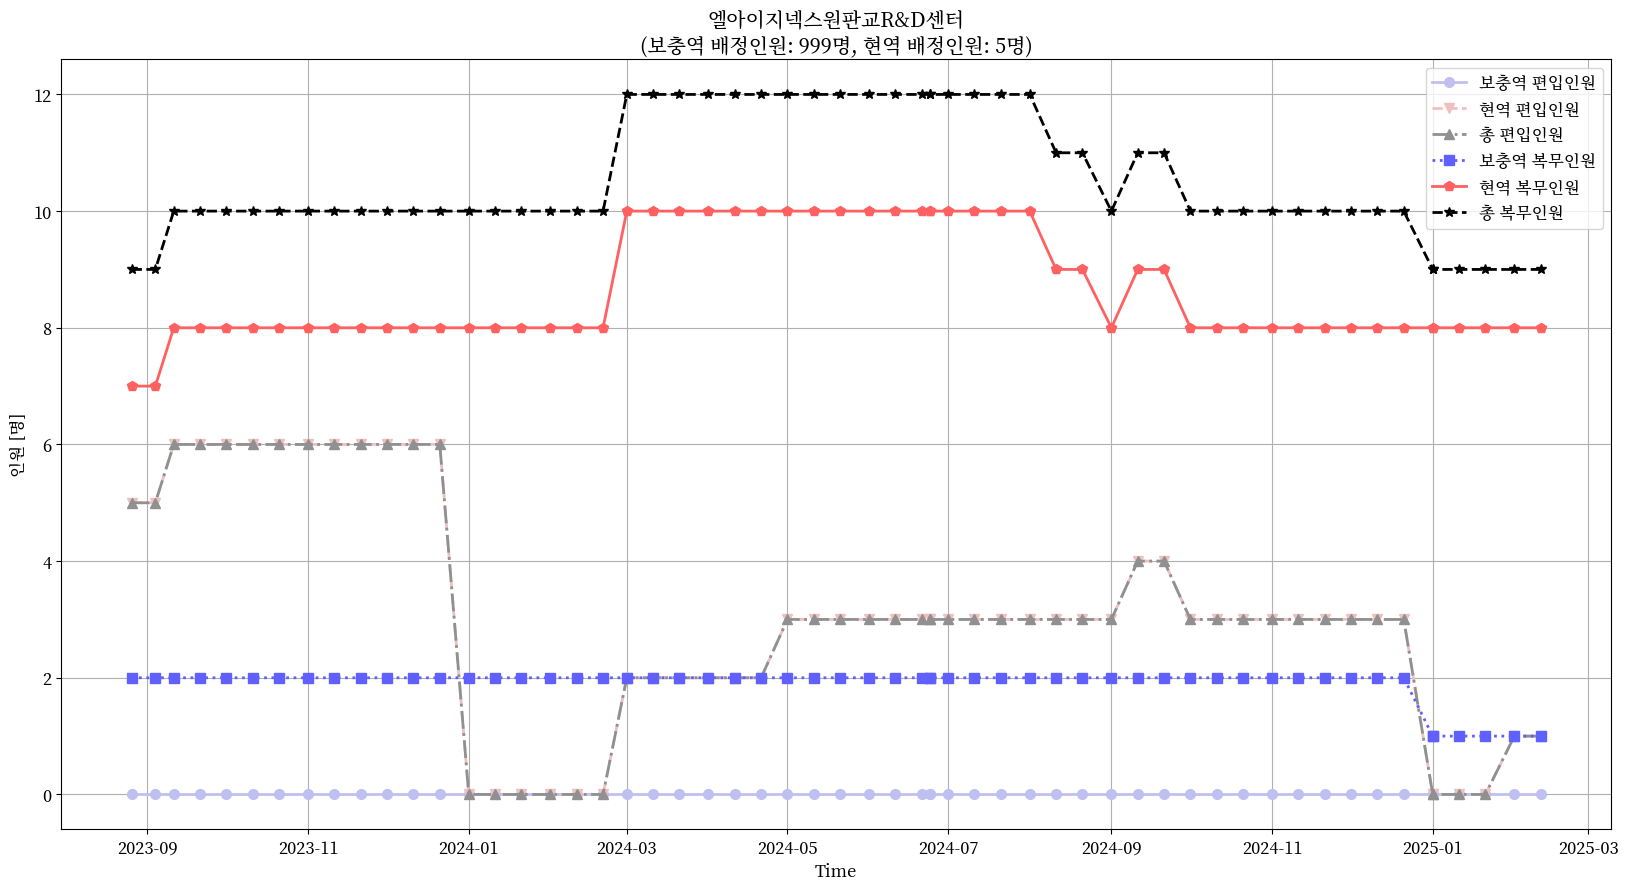 엘아이지넥스원판교R&D센터
(보충역 배정인원: 999명, 현역 배정인원: 5명)
보충역 편입인원
현역 편입인원
총 편입인원
보충역 복무인원
현역 복무인원
총 복무인원
인원 [명]
12
10
8
6
4
2
0
2023-09
2023-11
2024-01
2024-03
2024-05
2024-07
2024-09
2024-11
2025-01
2025-03
Time